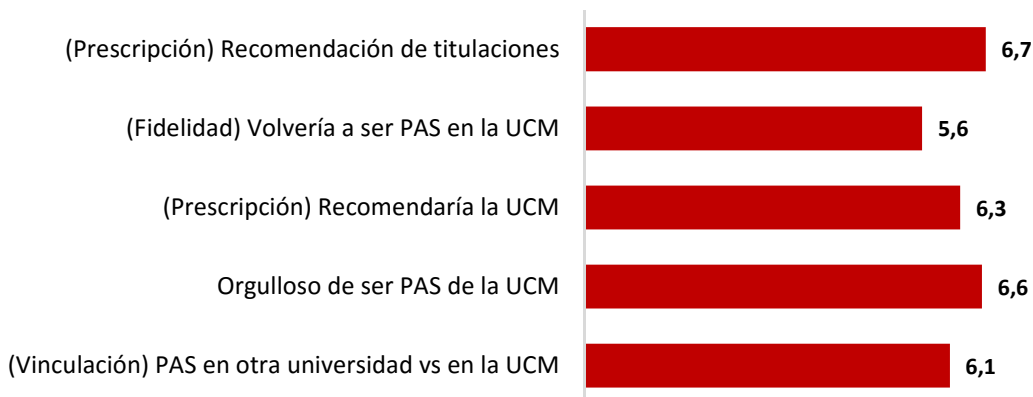 (Prescripción) Recomendación de titulaciones 6,7
(Fidelidad) Volvería a ser PAS en la UCM 5,6
(Prescripción) Recomendaría la UCM 6,3
Orgulloso de ser PAS de la UCM 6,6
(Vinculación) PAS en otra universidad vs en la UCM 6,1